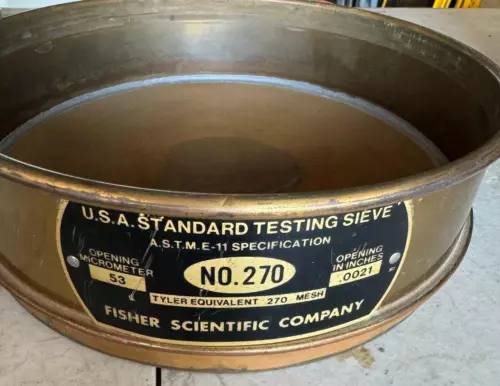 U.S.A. STANDARD TESTING SIEVE
A.S.T.M. E-11 SPECIFICATION
OPENING
MICROMETER
53
NO. 270
OPENING
IN INCHES
.0021
TYLER EQUIVALENT 270 MESH
FISHER SCIENTIFIC COMPANY